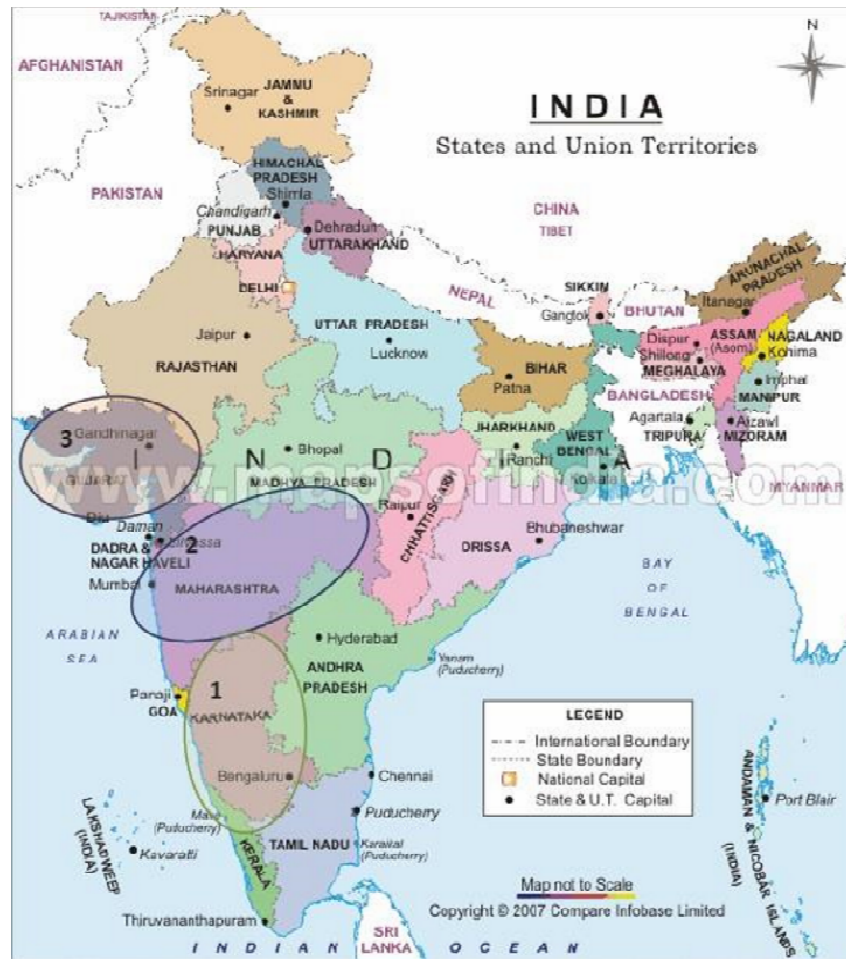 TAJIKISTAN
N
AFGHANISTAN
JAMMU
&
KASHMIR
Srinagar
INDIA
States and Union Territories
HIMACHAL
PRADESH
Shimla
PAKISTAN
Chandigarh
PUNJAB
Dehradun
UTTARAKHAND
CHINA
TIBET
HARYANA
DELHI
NEPAL
SIKKIN
Gangtok
BHUTAN
ARUNACHAL
PRADESH
Itanagar
UTTAR PRADESH
Lucknow
Jaipur
RAJASTHAN
BIHAR
Patna
Dispur
Shillong
MEGHALAYA
ASSAM
(Asom)
NAGALAND
Kohima
Imphal
MANIPUR
BANGLADESH
Agartala
TRIPURA
Aizawl
MIZORAM
JHARKHAND
Ranchi
WEST
BENGAL
Kolkata
3
Gandhinagar
GUJARAT
Bhopal
MADHYA PRADESH
I N D I A
www.mapsofindia.com
MYANMAR
Diu
Daman
Silvassa
DADRA &
NAGAR HAVELI
2
Mumbai
MAHARASHTRA
Raipur
CHHATTISGARH
ORISSA
Bhubaneshwar
BAY
OF
BENGAL
ARABIAN
SEA
Hyderabad
ANDHRA
PRADESH
Yanam
(Puducherry)
1
Panaji
GOA
KARNATAKA
Bengaluru
Chennai
LEGEND
International Boundary
State Boundary
National Capital
State & U.T. Capital
Mahe
(Puducherry)
Puducherry
TAMIL NADU
Karaikal
(Puducherry)
KERALA
LAKSHADWEEP
(INDIA)
Kavaratti
Thiruvananthapuram
ANDAMAN & NICOBAR ISLANDS
(INDIA)
Port Blair
Map not to Scale
Copyright © 2007 Compare Infobase Limited
SRI
LANKA
INDIAN OCEAN